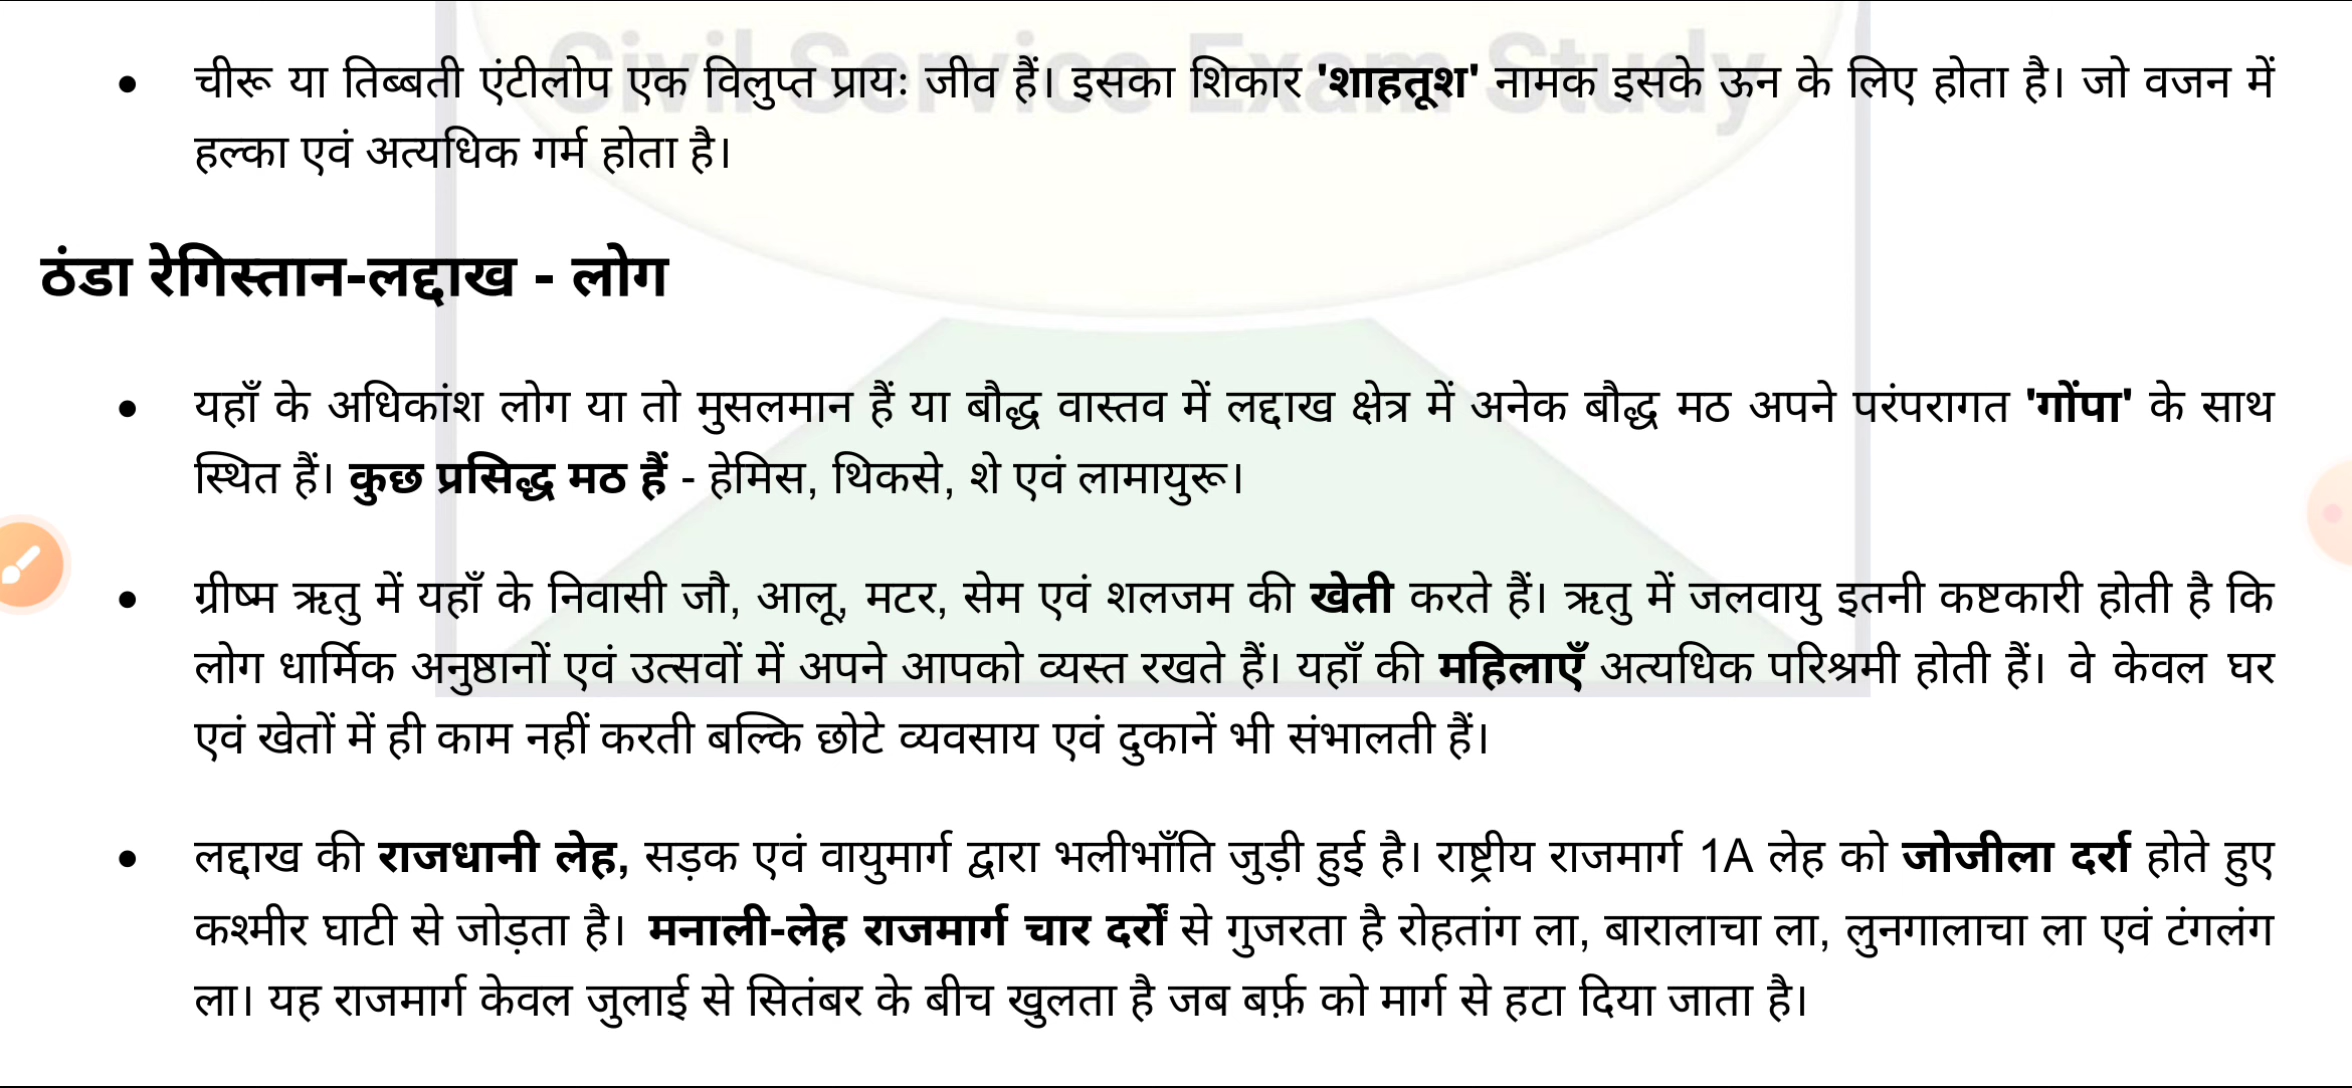 Civil Service Exam Study
• चीरू या तिब्बती एंटीलोप एक विलुप्त प्रायः जीव हैं। इसका शिकार 'शाहतूश' नामक इसके ऊन के लिए होता है। जो वजन में
हल्का एवं अत्यधिक गर्म होता है।
ठंडा रेगिस्तान-लद्दाख - लोग
• यहाँ के अधिकांश लोग या तो मुसलमान हैं या बौद्ध वास्तव में लद्दाख क्षेत्र में अनेक बौद्ध मठ अपने परंपरागत 'गोंपा' के साथ
स्थित हैं। कुछ प्रसिद्ध मठ हैं - हेमिस, थिकसे, शे एवं लामायुरू।
• ग्रीष्म ऋतु में यहाँ के निवासी जौ, आलू, मटर, सेम एवं शलजम की खेती करते हैं। ऋतु में जलवायु इतनी कष्टकारी होती है कि
लोग धार्मिक अनुष्ठानों एवं उत्सवों में अपने आपको व्यस्त रखते हैं। यहाँ की महिलाएँ अत्यधिक परिश्रमी होती हैं। वे केवल घर
एवं खेतों में ही काम नहीं करती बल्कि छोटे व्यवसाय एवं दुकानें भी संभालती हैं।
• लद्दाख की राजधानी लेह, सड़क एवं वायुमार्ग द्वारा भलीभाँति जुड़ी हुई है। राष्ट्रीय राजमार्ग 1A लेह को जोजीला दर्रा होते हुए
कश्मीर घाटी से जोड़ता है। मनाली-लेह राजमार्ग चार दर्रों से गुजरता है रोहतांग ला, बारालाचा ला, लुनगालाचा ला एवं टंगलंग
ला। यह राजमार्ग केवल जुलाई से सितंबर के बीच खुलता है जब बर्फ़ को मार्ग से हटा दिया जाता है।